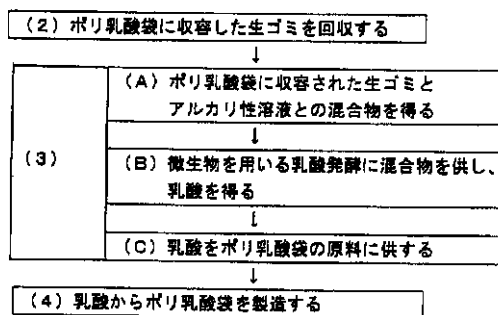 (2)ポリ乳酸袋に収容した生ゴミを回収する
↓
(A)ポリ乳酸袋に収容された生ゴミと
アルカリ性溶液との混合物を得る
↓
(3)
(B)微生物を用いる乳酸発酵に混合物を供し、
乳酸を得る
↓
(C)乳酸をポリ乳酸袋の原料に供する
↓
(4)乳酸からポリ乳酸袋を製造する